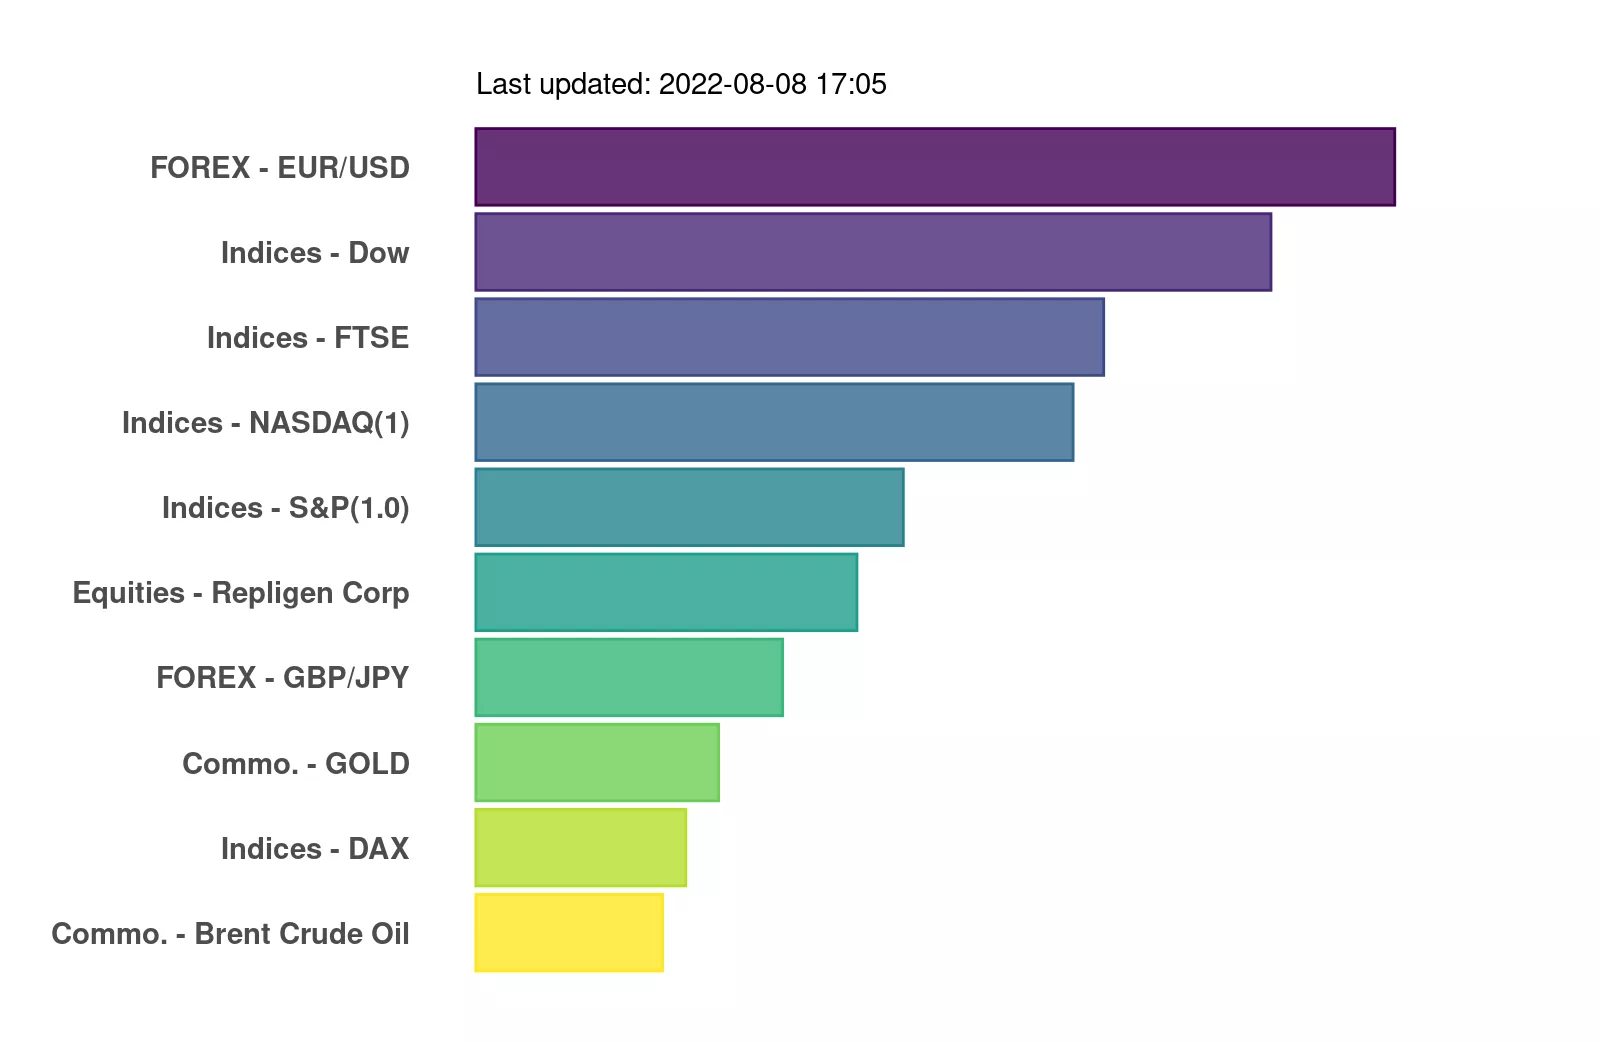 Last updated: 2022-08-08 17:05
FOREX - EUR/USD
Indices - Dow
Indices - FTSE
Indices - NASDAQ(1)
Indices - S&P(1.0)
Equities - Repligen Corp
FOREX - GBP/JPY
Commo. - GOLD
Indices - DAX
Commo. - Brent Crude Oil